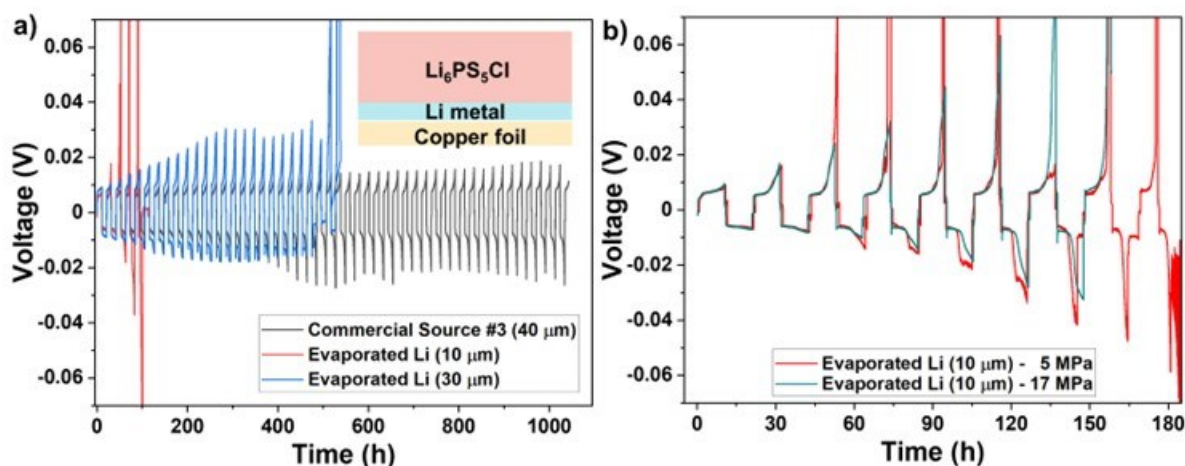 a)
0.06
0.04
0.02
0
-0.02
-0.04
-0.06
Voltage (V)
Li₆PS₅Cl
Li metal
Copper foil
Commercial Source #3 (40 μm)
Evaporated Li (10 μm)
Evaporated Li (30 μm)
0 200 400 600 800 1000
Time (h)
b)
0.06
0.04
0.02
0
-0.02
-0.04
-0.06
Voltage (V)
Evaporated Li (10 μm) - 5 MPa
Evaporated Li (10 μm) - 17 MPa
0 30 60 90 120 150 180
Time (h)